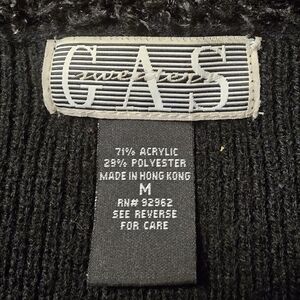 GAS
sweaters
71% ACRYLIC
29% POLYESTER
MADE IN HONG KONG
M
RN# 92962
SEE REVERSE
FOR CARE